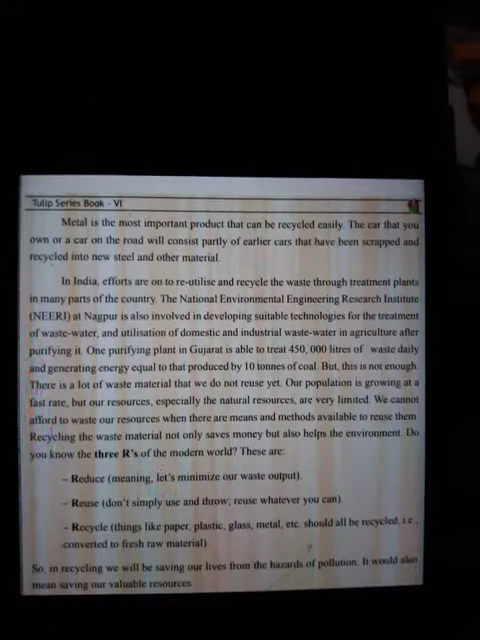 Tulip Series Book - VI
Metal is the most important product that can be recycled easily. The car that you
own or a car on the road will consist partly of earlier cars that have been scrapped and
recycled into new steel and other material.
In India, efforts are on to re-utilise and recycle the waste through treatment plants
in many parts of the country. The National Environmental Engineering Research Institute
(NEERI) at Nagpur is also involved in developing suitable technologies for the treatment
of waste-water, and utilisation of domestic and industrial waste-water in agriculture after
purifying it. One purifying plant in Gujarat is able to treat 450, 000 litres of waste daily
and generating energy equal to that produced by 10 tonnes of coal. But, this is not enough.
There is a lot of waste material that we do not reuse yet. Our population is growing at a
fast rate, but our resources, especially the natural resources, are very limited. We cannot
afford to waste our resources when there are means and methods available to reuse them.
Recycling the waste material not only saves money but also helps the environment. Do
you know the three R's of the modern world? These are:
– Reduce (meaning, let's minimize our waste output).
– Reuse (don't simply use and throw; reuse whatever you can).
– Recycle (things like paper, plastic, glass, metal, etc. should all be recycled, i.e.,
converted to fresh raw material).
So, in recycling we will be saving our lives from the hazards of pollution. It would also
mean saving our valuable resources